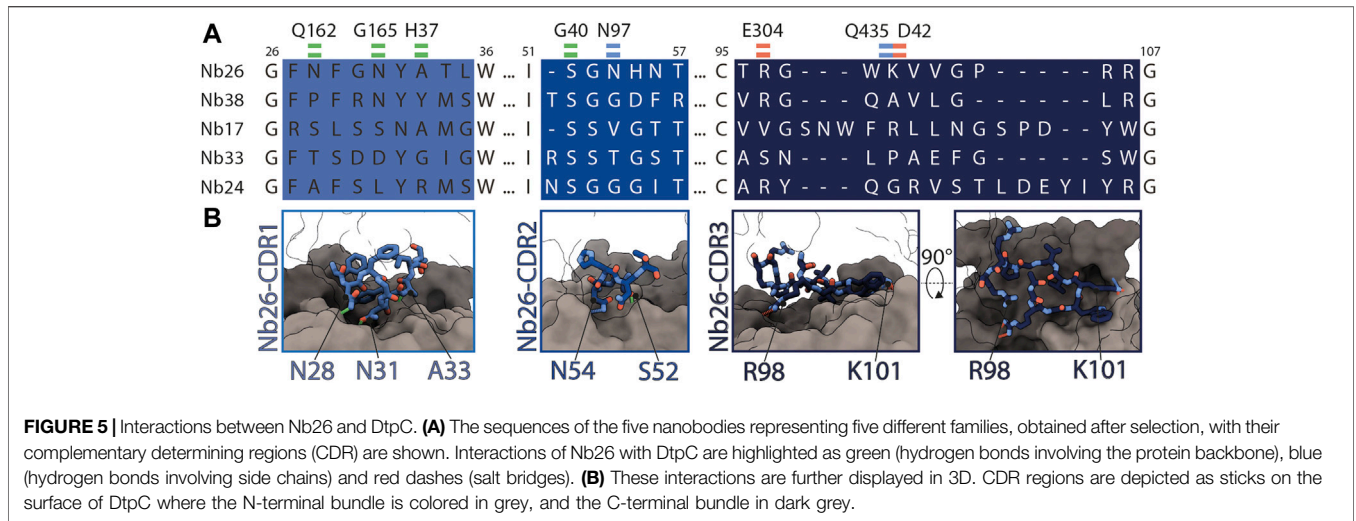 A
Q162 G165 H37 G40 N97 E304 Q435 D42
26 36 51 57 95 107
Nb26 G F N F G N Y A T L W ... I - S G N H N T ... C T R G - - - W K V V G P - - - - - R R G
Nb38 G F P F R N Y Y M S W ... I T S G G D F R ... C V R G - - - Q A V L G - - - - - - L R G
Nb17 G R S L S S N A M G W ... I - S S V G T T ... C V V G S N W F R L L N G S P D - - Y W G
Nb33 G F T S D D Y G I G W ... I R S S T G S T ... C A S N - - - L P A E F G - - - - - S W G
Nb24 G F A F S L Y R M S W ... I N S G G G I T ... C A R Y - - - Q G R V S T L D E Y I Y R G
B
Nb26-CDR1
Nb26-CDR2
Nb26-CDR3
90°
N28 N31 A33 N54 S52 R98 K101 R98 K101
FIGURE 5 | Interactions between Nb26 and DtpC. (A) The sequences of the five nanobodies representing five different families, obtained after selection, with their
complementary determining regions (CDR) are shown. Interactions of Nb26 with DtpC are highlighted as green (hydrogen bonds involving the protein backbone), blue
(hydrogen bonds involving side chains) and red dashes (salt bridges). (B) These interactions are further displayed in 3D. CDR regions are depicted as sticks on the
surface of DtpC where the N-terminal bundle is colored in grey, and the C-terminal bundle in dark grey.